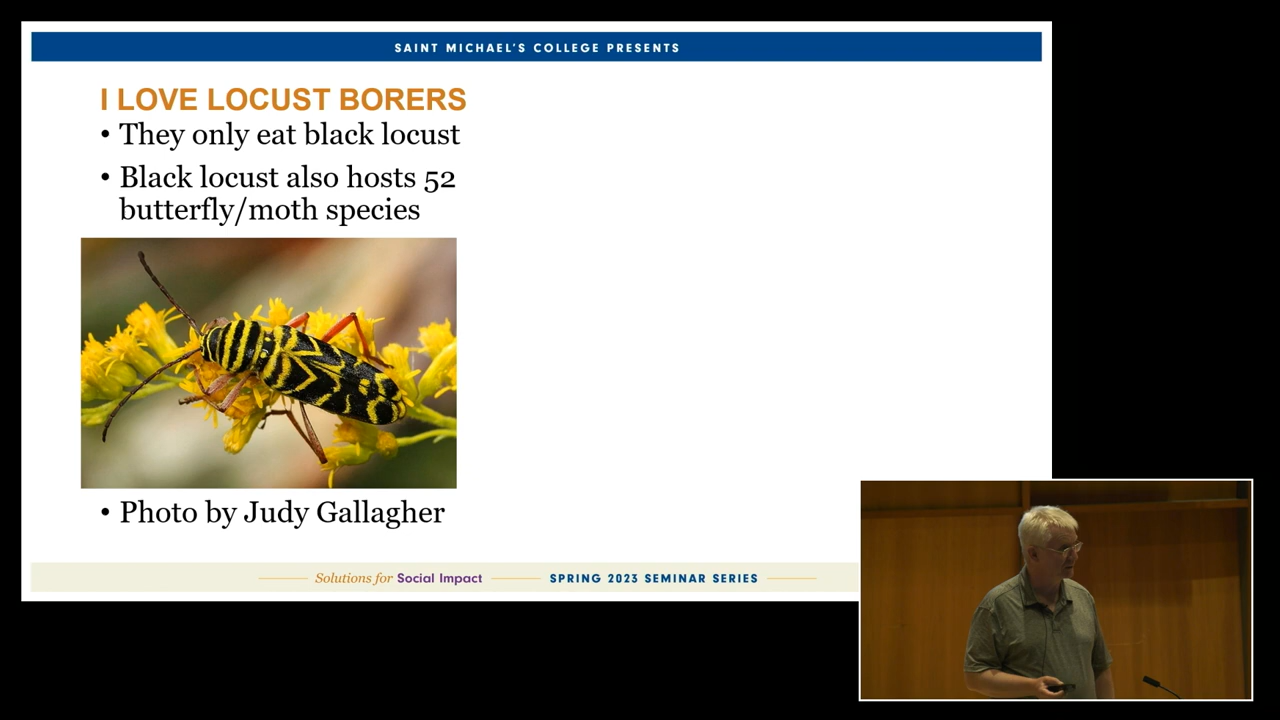 SAINT MICHAEL'S COLLEGE PRESENTS
I LOVE LOCUST BORERS
• They only eat black locust
• Black locust also hosts 52
butterfly/moth species
• Photo by Judy Gallagher
Solutions for Social Impact SPRING 2023 SEMINAR SERIES